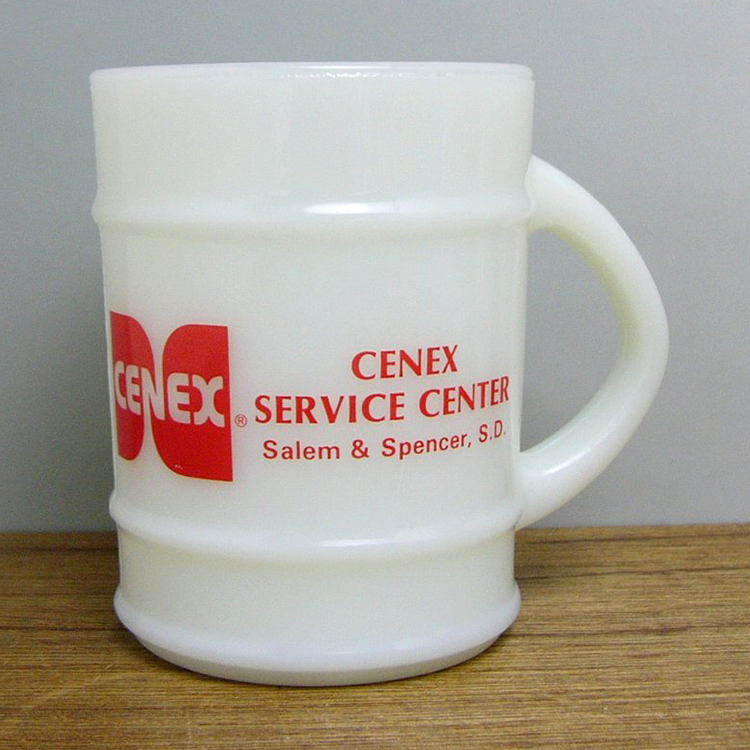 CENEX®
CENEX
SERVICE CENTER
Salem & Spencer, S.D.